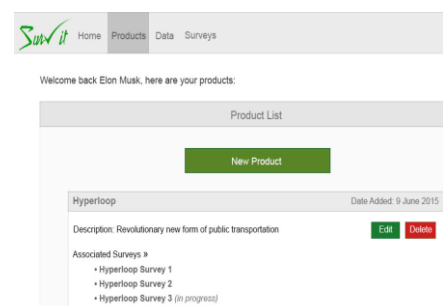 Surv it Home Products Data Surveys
Welcome back Elon Musk, here are your products:
Product List
New Product
Hyperloop Date Added: 9 June 2015
Description: Revolutionary new form of public transportation Edit Delete
Associated Surveys »
• Hyperloop Survey 1
• Hyperloop Survey 2
• Hyperloop Survey 3 (in progress)